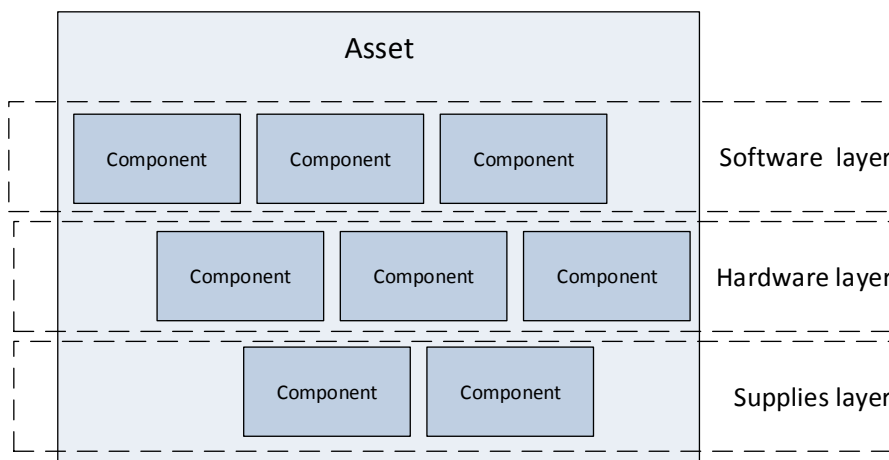 Asset
Component Component Component Software layer
Component Component Component Hardware layer
Component Component Supplies layer